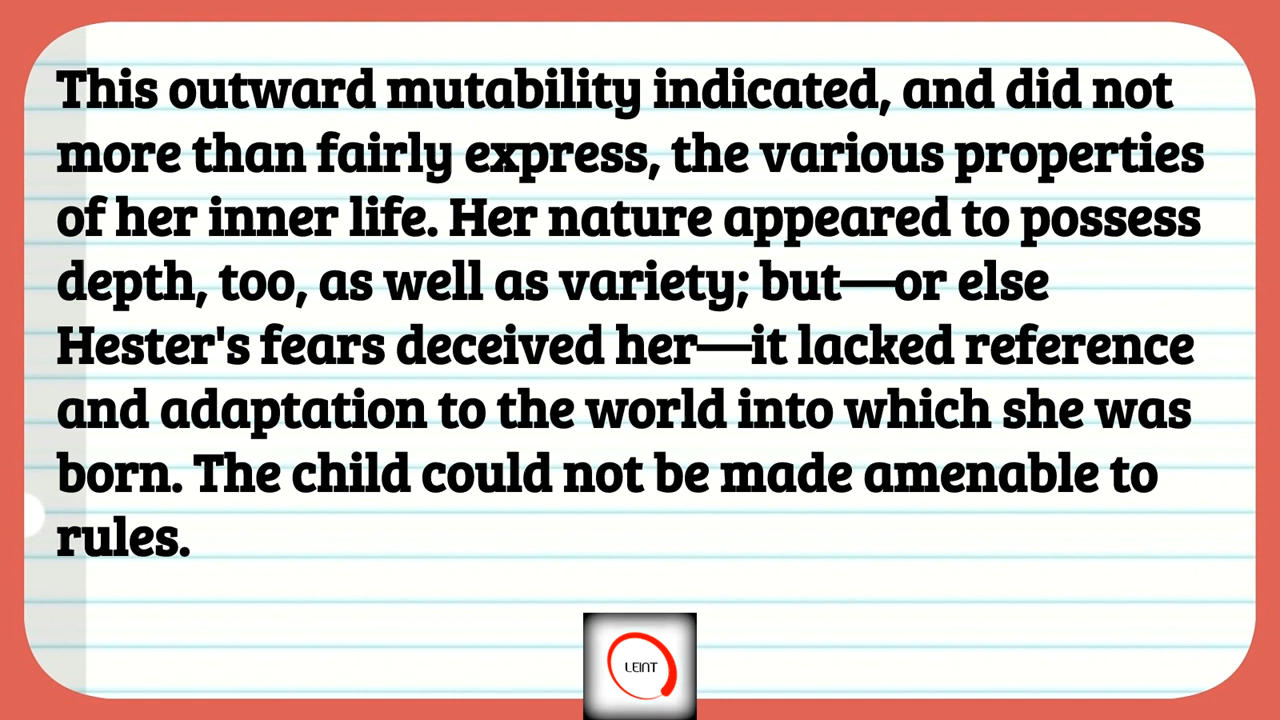 This outward mutability indicated, and did not
more than fairly express, the various properties
of her inner life. Her nature appeared to possess
depth, too, as well as variety; but—or else
Hester's fears deceived her—it lacked reference
and adaptation to the world into which she was
born. The child could not be made amenable to
rules.
LEINT